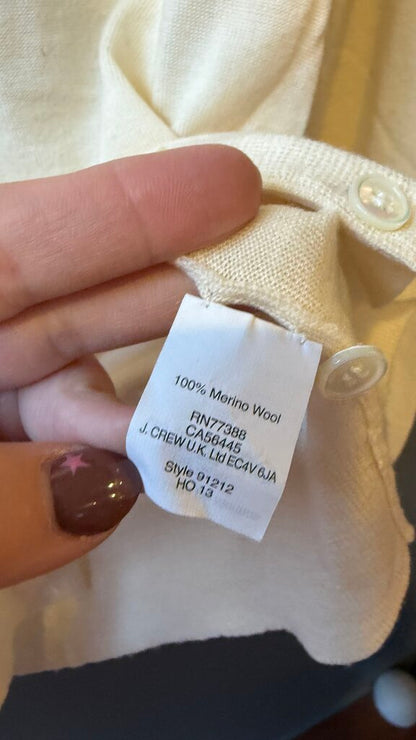 100% Merino Wool
RN77388
CA56445
J. CREW U.K. Ltd EC4V 6JA
Style 91212
HO 13